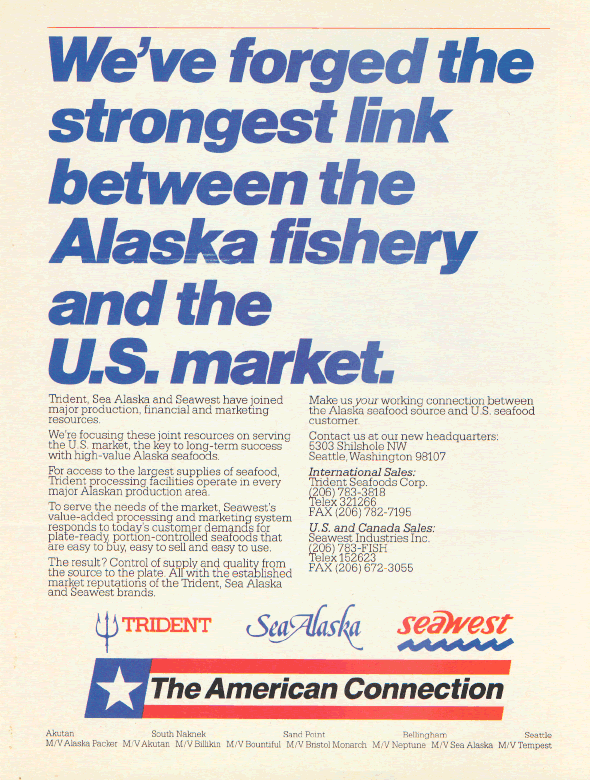 We've forged the
strongest link
between the
Alaska fishery
and the
U.S. market.
Trident, Sea Alaska and Seawest have joined
major production, financial and marketing
resources.
We're focusing these joint resources on serving
the U.S. market, the key to long-term success
with high-value Alaska seafoods.
For access to the largest supplies of seafood,
Trident processing facilities operate in every
major Alaskan production area.
To serve the needs of the market, Seawest's
value-added processing and marketing system
responds to today's customer demands for
plate-ready, portion-controlled seafoods that
are easy to buy, easy to sell and easy to use.
The result? Control of supply and quality from
the source to the plate. All with the established
market reputations of the Trident, Sea Alaska
and Seawest brands.
Make us your working connection between
the Alaska seafood source and U.S. seafood
customer.
Contact us at our new headquarters:
5303 Shilshole NW
Seattle, Washington 98107
International Sales:
Trident Seafoods Corp.
(206) 783-3818
Telex 321266
FAX (206) 782-7195
U.S. and Canada Sales:
Seawest Industries Inc.
(206) 783-FISH
Telex 152623
FAX (206) 672-3055
TRIDENT
Sea Alaska
seawest
The American Connection
Akutan South Naknek Sand Point Bellingham Seattle
M/V Alaska Packer M/V Akutan M/V Billikin M/V Bountiful M/V Bristol Monarch M/V Neptune M/V Sea Alaska M/V Tempest